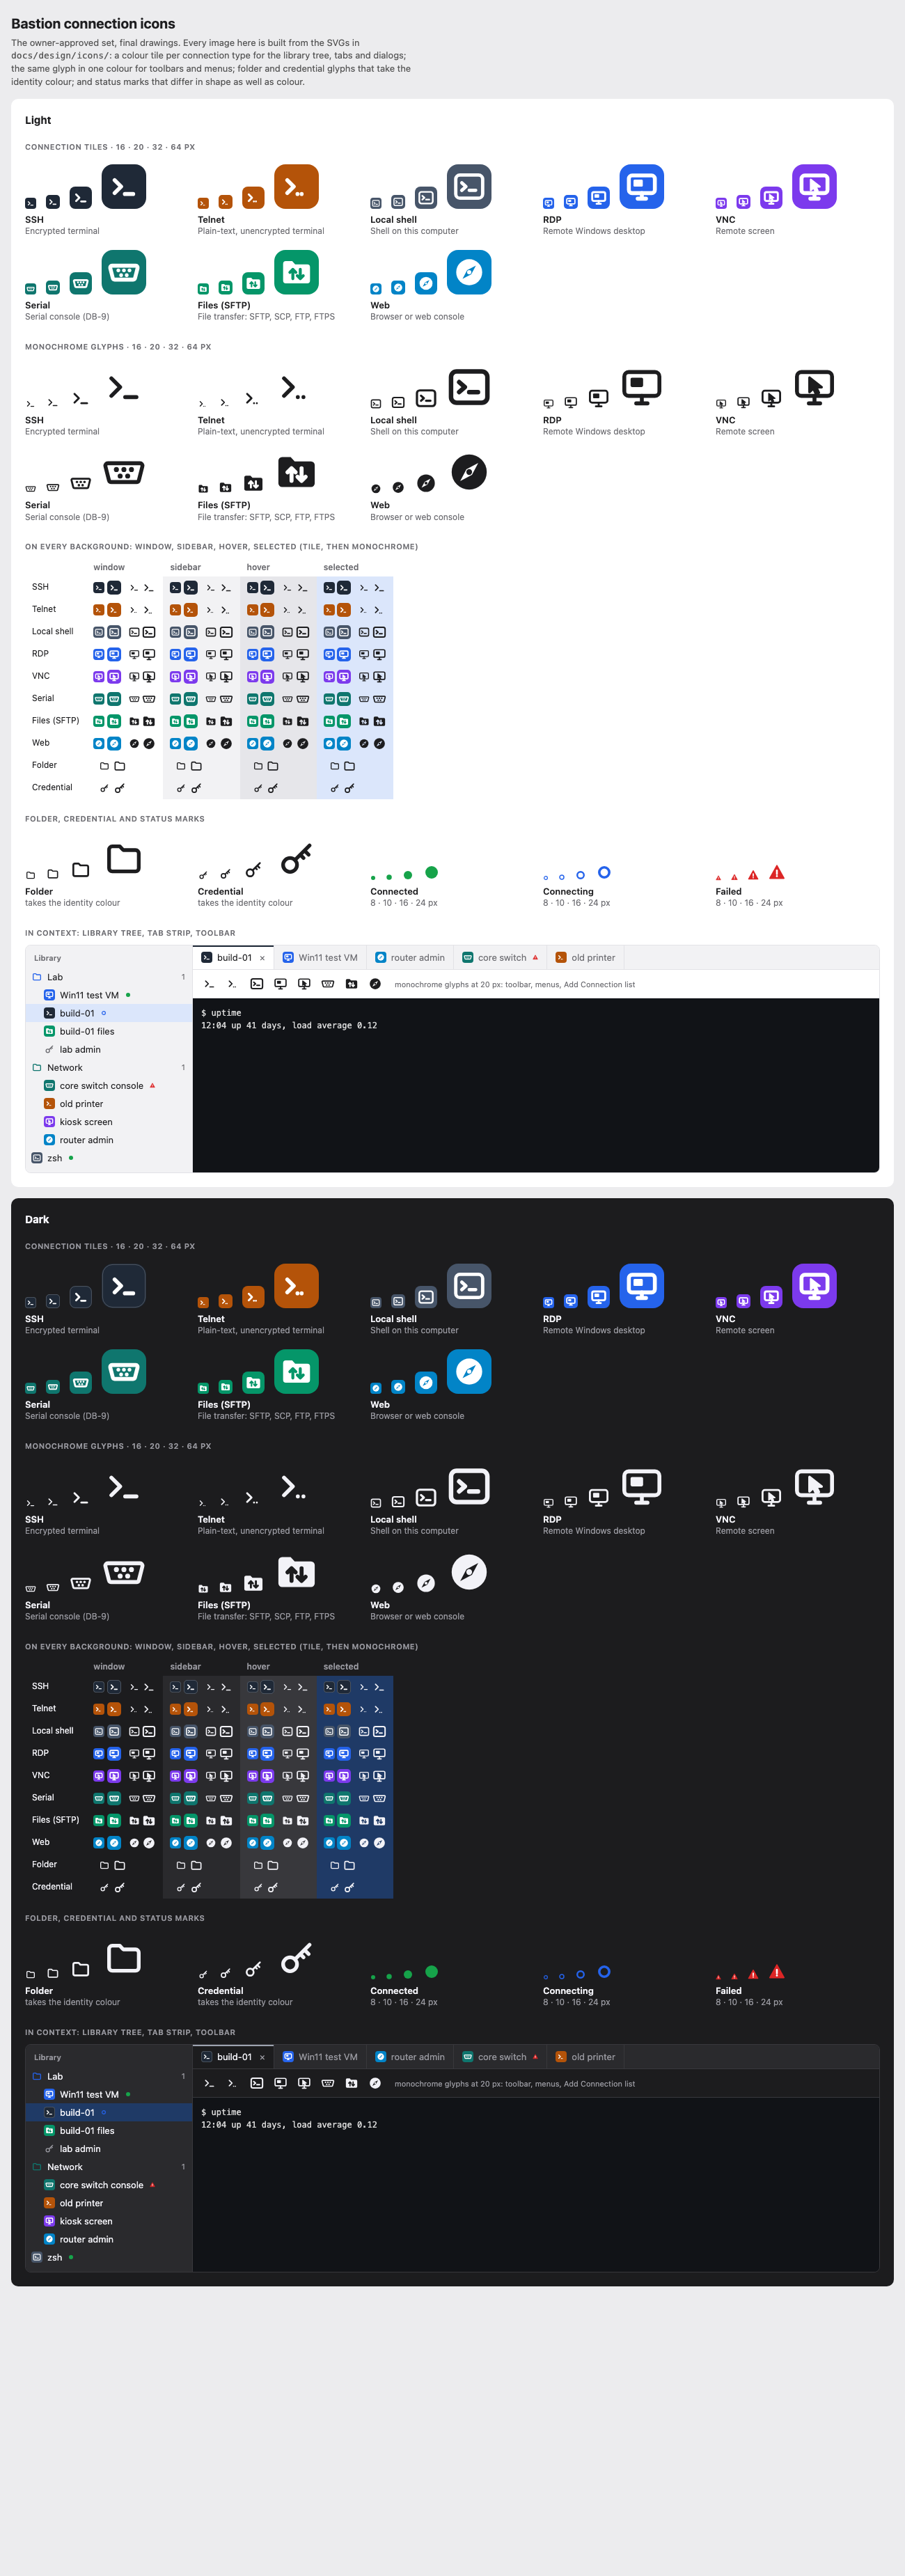 Bastion connection icons
The owner-approved set, final drawings. Every image here is built from the SVGs in
docs/design/icons/: a colour tile per connection type for the library tree, tabs and dialogs;
the same glyph in one colour for toolbars and menus; folder and credential glyphs that take the
identity colour; and status marks that differ in shape as well as colour.
Light
CONNECTION TILES · 16 · 20 · 32 · 64 PX
SSH Telnet Local shell RDP VNC
Encrypted terminal Plain-text, unencrypted terminal Shell on this computer Remote Windows desktop Remote screen
Serial Files (SFTP) Web
Serial console (DB-9) File transfer: SFTP, SCP, FTP, FTPS Browser or web console
MONOCHROME GLYPHS · 16 · 20 · 32 · 64 PX
SSH Telnet Local shell RDP VNC
Encrypted terminal Plain-text, unencrypted terminal Shell on this computer Remote Windows desktop Remote screen
Serial Files (SFTP) Web
Serial console (DB-9) File transfer: SFTP, SCP, FTP, FTPS Browser or web console
ON EVERY BACKGROUND: WINDOW, SIDEBAR, HOVER, SELECTED (TILE, THEN MONOCHROME)
window sidebar hover selected
SSH
Telnet
Local shell
RDP
VNC
Serial
Files (SFTP)
Web
Folder
Credential
FOLDER, CREDENTIAL AND STATUS MARKS
Folder Credential Connected Connecting Failed
takes the identity colour takes the identity colour 8 · 10 · 16 · 24 px 8 · 10 · 16 · 24 px 8 · 10 · 16 · 24 px
IN CONTEXT: LIBRARY TREE, TAB STRIP, TOOLBAR
Library build-01 × Win11 test VM router admin core switch old printer
Lab 1 monochrome glyphs at 20 px: toolbar, menus, Add Connection list
Win11 test VM
build-01 $ uptime
12:04 up 41 days, load average 0.12
build-01 files
lab admin
Network 1
core switch console
old printer
kiosk screen
router admin
zsh
Dark
CONNECTION TILES · 16 · 20 · 32 · 64 PX
SSH Telnet Local shell RDP VNC
Encrypted terminal Plain-text, unencrypted terminal Shell on this computer Remote Windows desktop Remote screen
Serial Files (SFTP) Web
Serial console (DB-9) File transfer: SFTP, SCP, FTP, FTPS Browser or web console
MONOCHROME GLYPHS · 16 · 20 · 32 · 64 PX
SSH Telnet Local shell RDP VNC
Encrypted terminal Plain-text, unencrypted terminal Shell on this computer Remote Windows desktop Remote screen
Serial Files (SFTP) Web
Serial console (DB-9) File transfer: SFTP, SCP, FTP, FTPS Browser or web console
ON EVERY BACKGROUND: WINDOW, SIDEBAR, HOVER, SELECTED (TILE, THEN MONOCHROME)
window sidebar hover selected
SSH
Telnet
Local shell
RDP
VNC
Serial
Files (SFTP)
Web
Folder
Credential
FOLDER, CREDENTIAL AND STATUS MARKS
Folder Credential Connected Connecting Failed
takes the identity colour takes the identity colour 8 · 10 · 16 · 24 px 8 · 10 · 16 · 24 px 8 · 10 · 16 · 24 px
IN CONTEXT: LIBRARY TREE, TAB STRIP, TOOLBAR
Library build-01 × Win11 test VM router admin core switch old printer
Lab 1 monochrome glyphs at 20 px: toolbar, menus, Add Connection list
Win11 test VM
build-01 $ uptime
12:04 up 41 days, load average 0.12
build-01 files
lab admin
Network 1
core switch console
old printer
kiosk screen
router admin
zsh